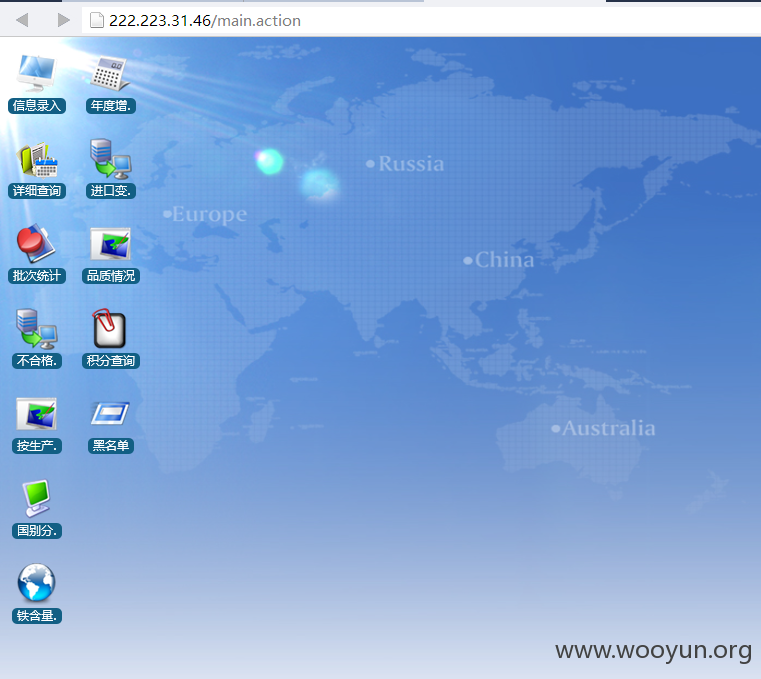 222.223.31.46/main.action
信息录入
年度增.
详细查询
进口变.
批次统计
品质情况
不合格.
积分查询
按生产.
黑名单
国别分.
铁含量.
Russia
Europe
China
Australia
www.wooyun.org